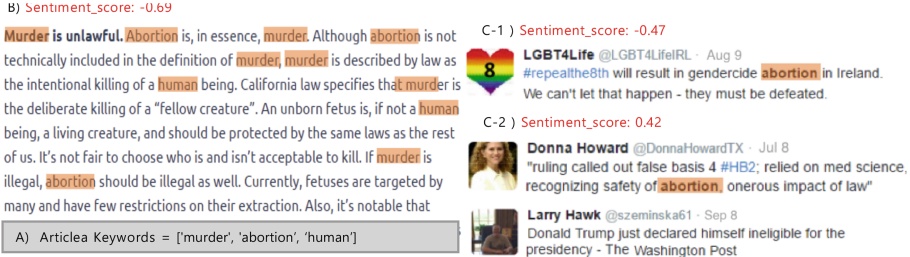 B) Sentiment_score: -0.69
Murder is unlawful. Abortion is, in essence, murder. Although abortion is not
technically included in the definition of murder, murder is described by law as
the intentional killing of a human being. California law specifies that murder is
the deliberate killing of a “fellow creature”. An unborn fetus is, if not a human
being, a living creature, and should be protected by the same laws as the rest
of us. It’s not fair to choose who is and isn’t acceptable to kill. If murder is
illegal, abortion should be illegal as well. Currently, fetuses are targeted by
many and have few restrictions on their extraction. Also, it’s notable that
A) Articlea Keywords = ['murder', 'abortion', ‘human’]
C-1 ) Sentiment_score: -0.47
8
LGBT4Life @LGBT4LifeIRL · Aug 9
#repealthe8th will result in gendercide abortion in Ireland.
We can't let that happen - they must be defeated.
C-2 ) Sentiment_score: 0.42
Donna Howard @DonnaHowardTX · Jul 8
"ruling called out false basis 4 #HB2; relied on med science,
recognizing safety of abortion, onerous impact of law"
Larry Hawk @szeminska61 · Sep 8
Donald Trump just declared himself ineligible for the
presidency - The Washington Post